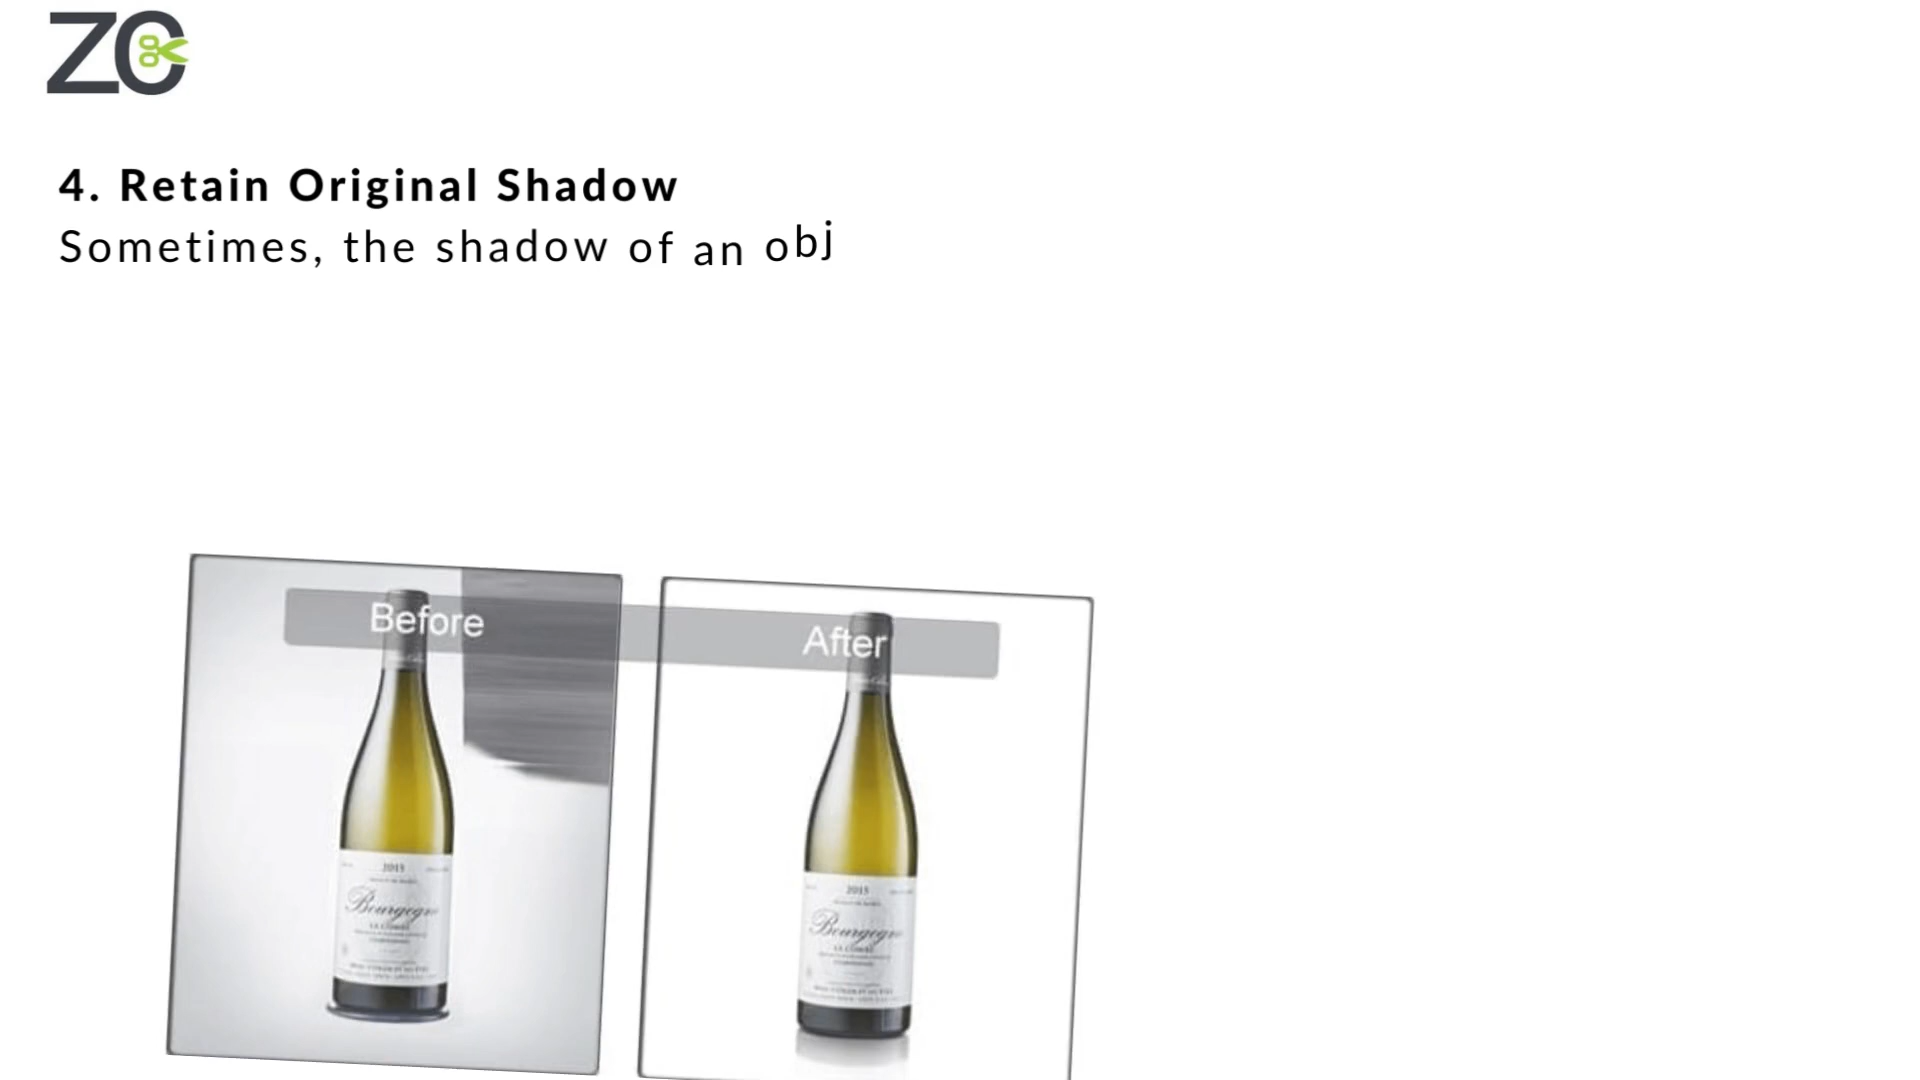 ZC
4. Retain Original Shadow
Sometimes, the shadow of an obj
Before
After
2015
Bourgogne
2015
Bourgogne